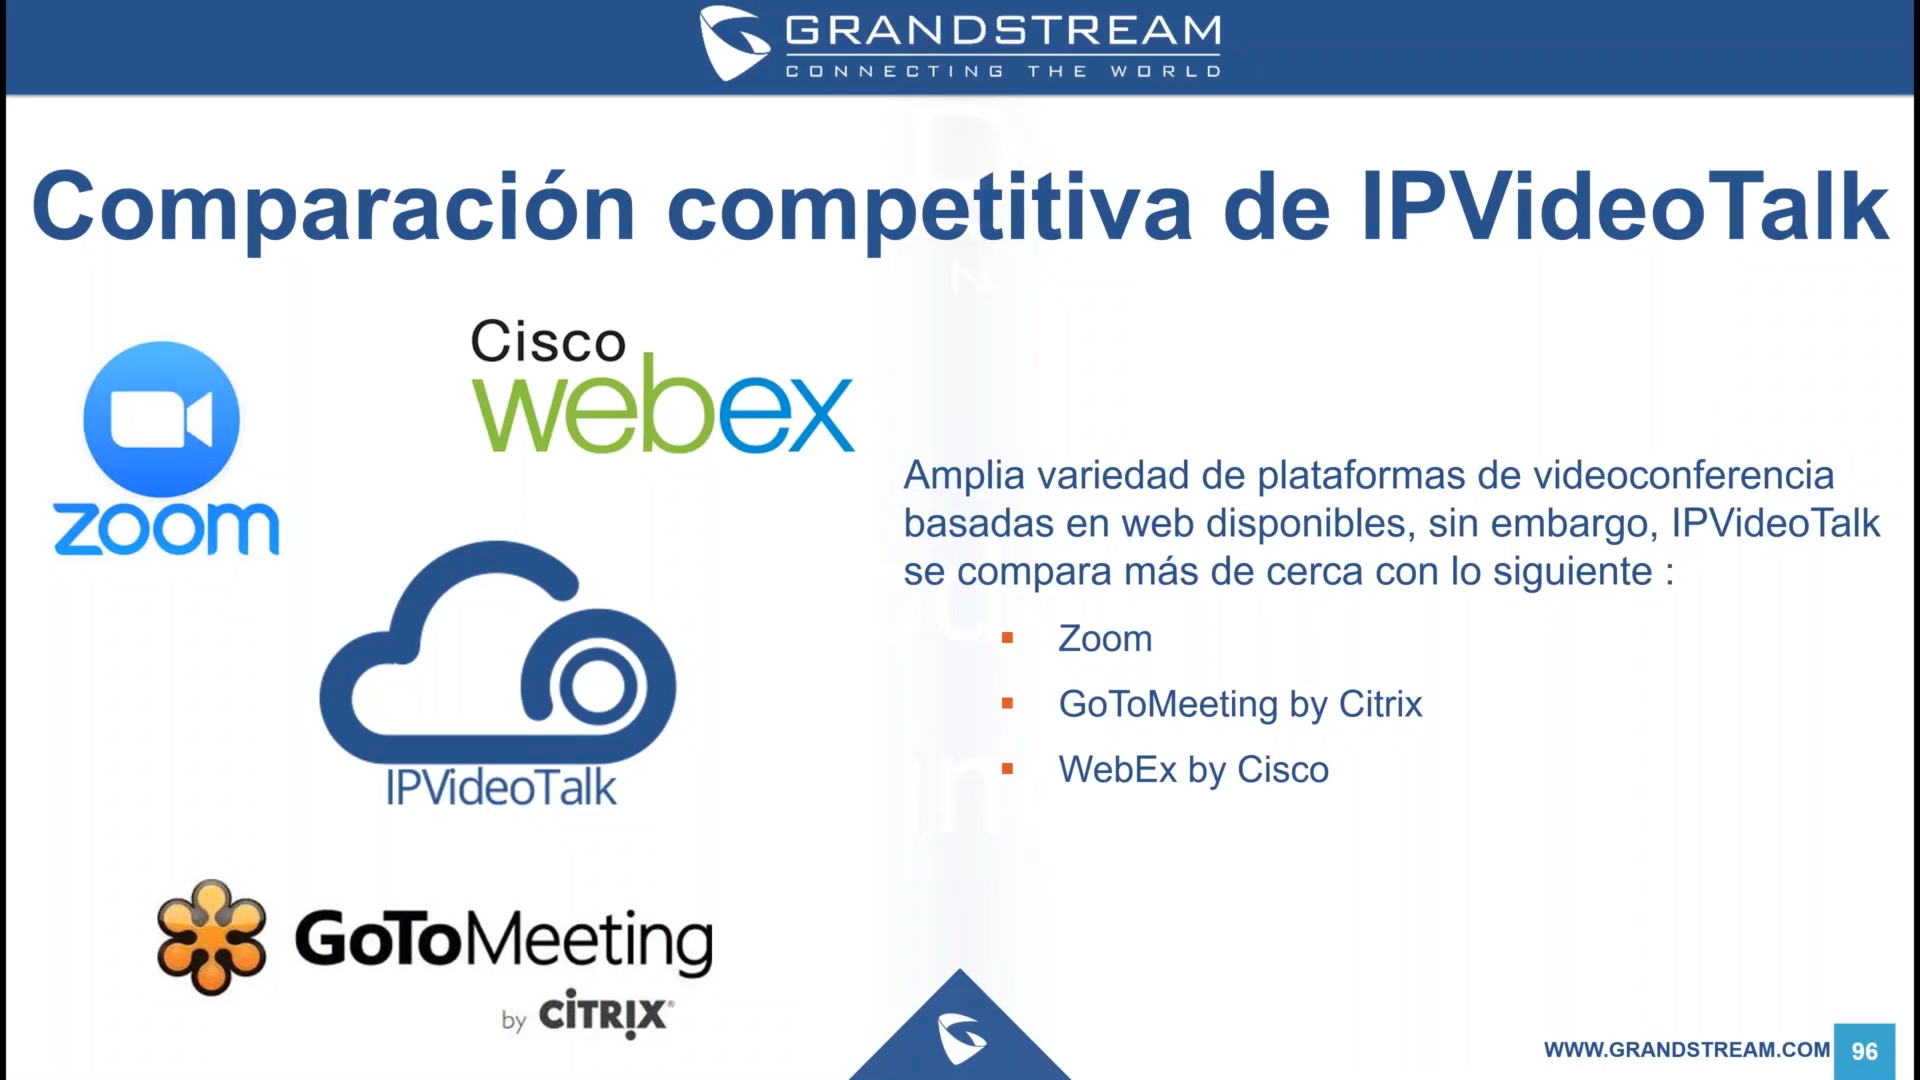 GRANDSTREAM
CONNECTING THE WORLD
Comparación competitiva de IPVideoTalk
zoom
Cisco
webex
IPVideoTalk
GoToMeeting
by CITRIX®
Amplia variedad de plataformas de videoconferencia
basadas en web disponibles, sin embargo, IPVideoTalk
se compara más de cerca con lo siguiente :
▪ Zoom
▪ GoToMeeting by Citrix
▪ WebEx by Cisco
WWW.GRANDSTREAM.COM 96